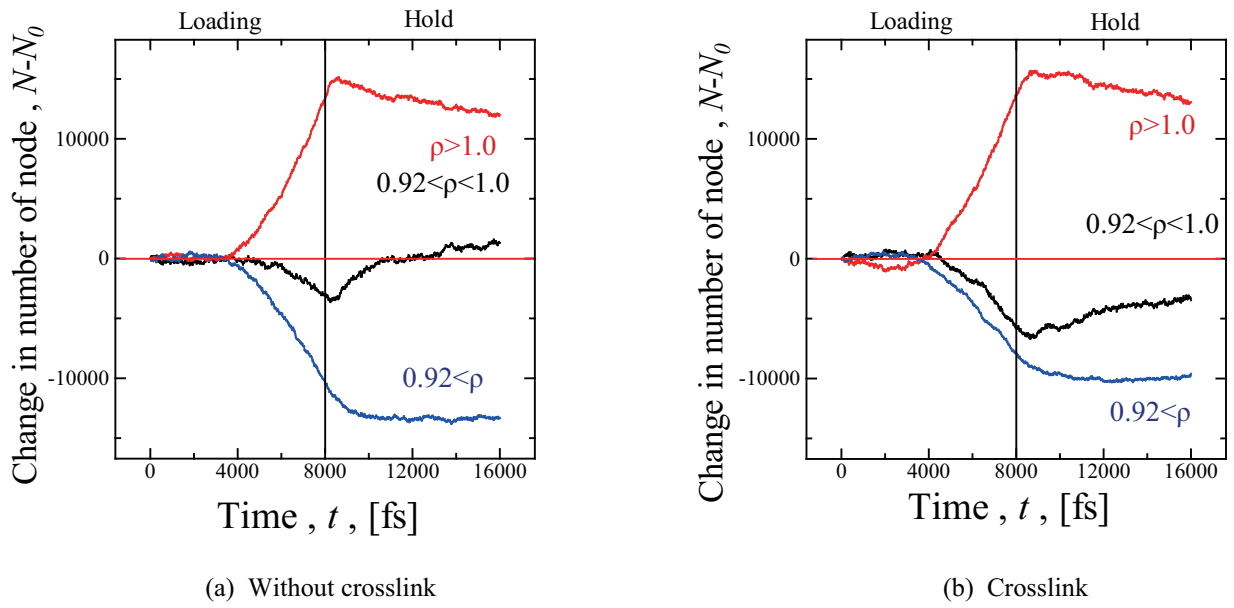 Loading Hold
Change in number of node , N-N0
10000
0
-10000
ρ>1.0
0.92<ρ<1.0
0.92<ρ
0 4000 8000 12000 16000
Time , t , [fs]
(a) Without crosslink
Loading Hold
Change in number of node , N-N0
10000
0
-10000
ρ>1.0
0.92<ρ<1.0
0.92<ρ
0 4000 8000 12000 16000
Time , t , [fs]
(b) Crosslink